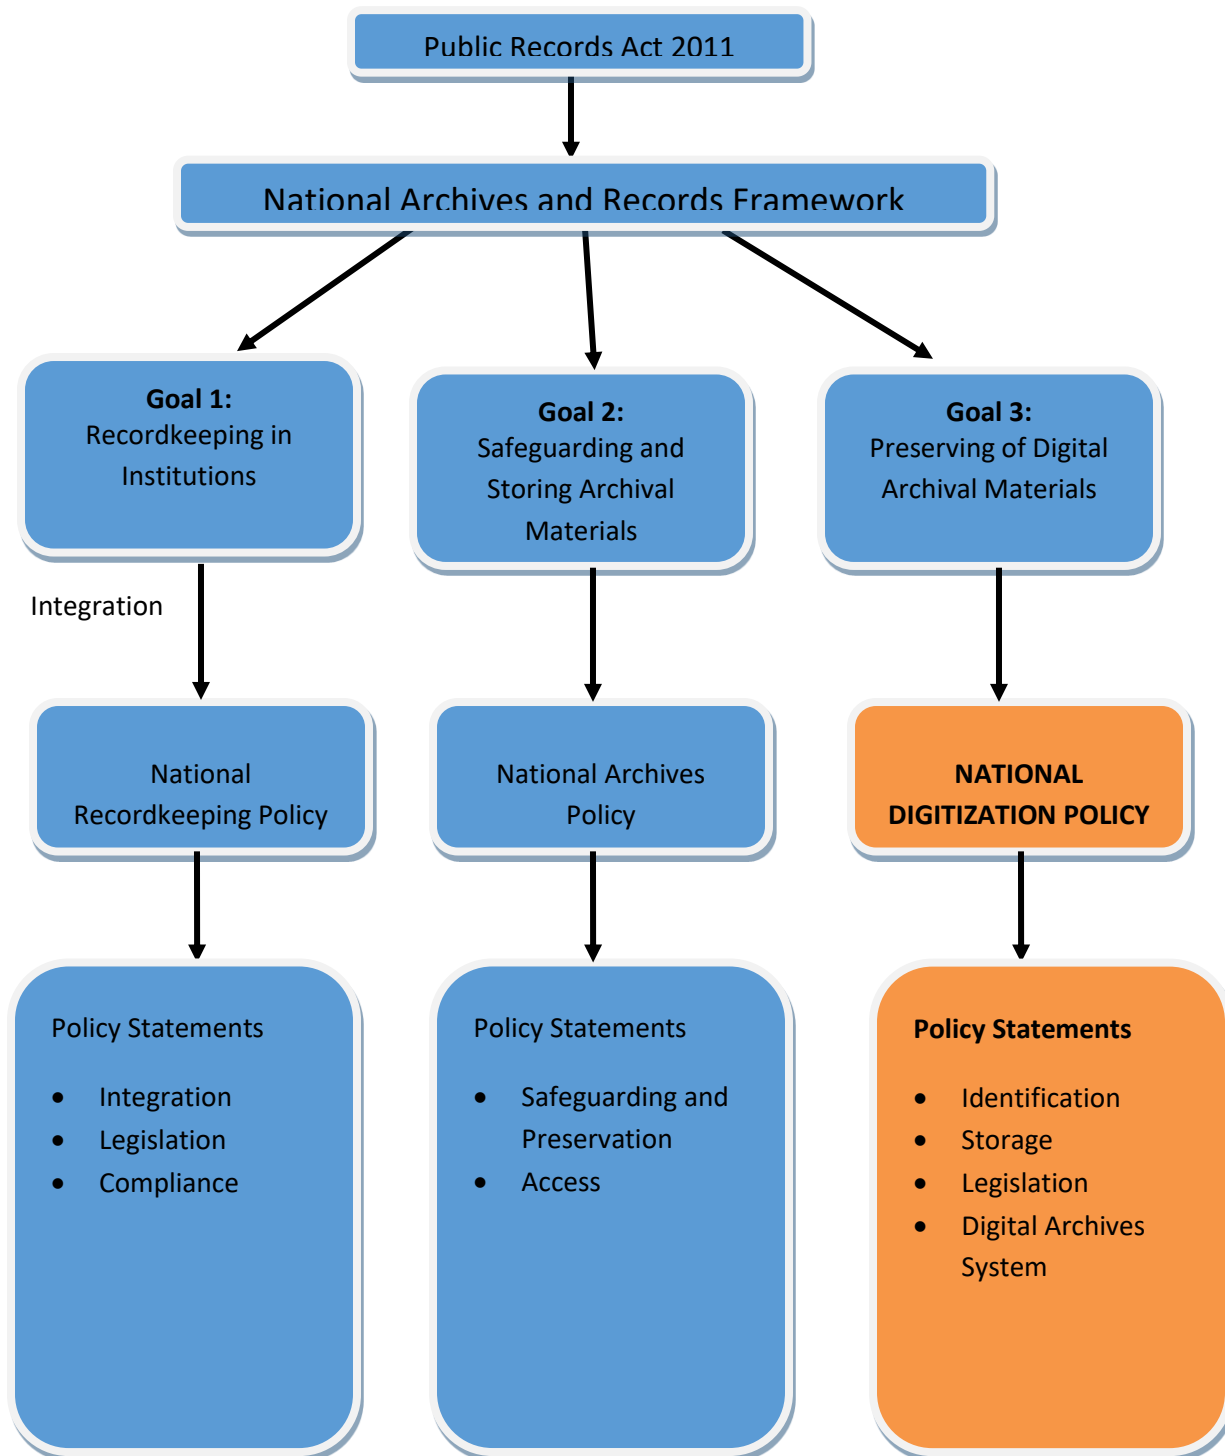 Public Records Act 2011
National Archives and Records Framework
Goal 1:
Recordkeeping in
Institutions
Goal 2:
Safeguarding and
Storing Archival
Materials
Goal 3:
Preserving of Digital
Archival Materials
Integration
National
Recordkeeping Policy
National Archives
Policy
NATIONAL
DIGITIZATION POLICY
Policy Statements
• Integration
• Legislation
• Compliance
Policy Statements
• Safeguarding and
Preservation
• Access
Policy Statements
• Identification
• Storage
• Legislation
• Digital Archives
System